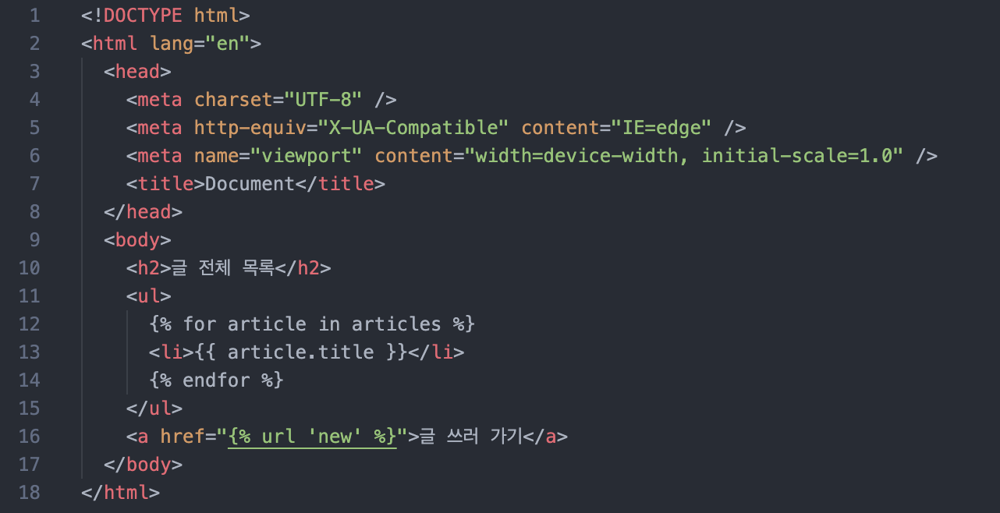 1 <!DOCTYPE html>
2 <html lang="en">
3 <head>
4 <meta charset="UTF-8" />
5 <meta http-equiv="X-UA-Compatible" content="IE=edge" />
6 <meta name="viewport" content="width=device-width, initial-scale=1.0" />
7 <title>Document</title>
8 </head>
9 <body>
10 <h2>글 전체 목록</h2>
11 <ul>
12 {% for article in articles %}
13 <li>{{ article.title }}</li>
14 {% endfor %}
15 </ul>
16 <a href="{% url 'new' %}">글 쓰러 가기</a>
17 </body>
18 </html>